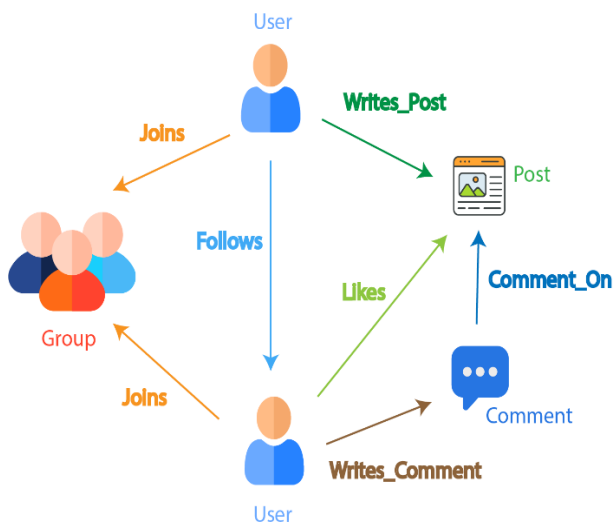 User
Writes_Post
Joins
Post
Follows
Comment_On
Likes
Group
Joins
Comment
Writes_Comment
User